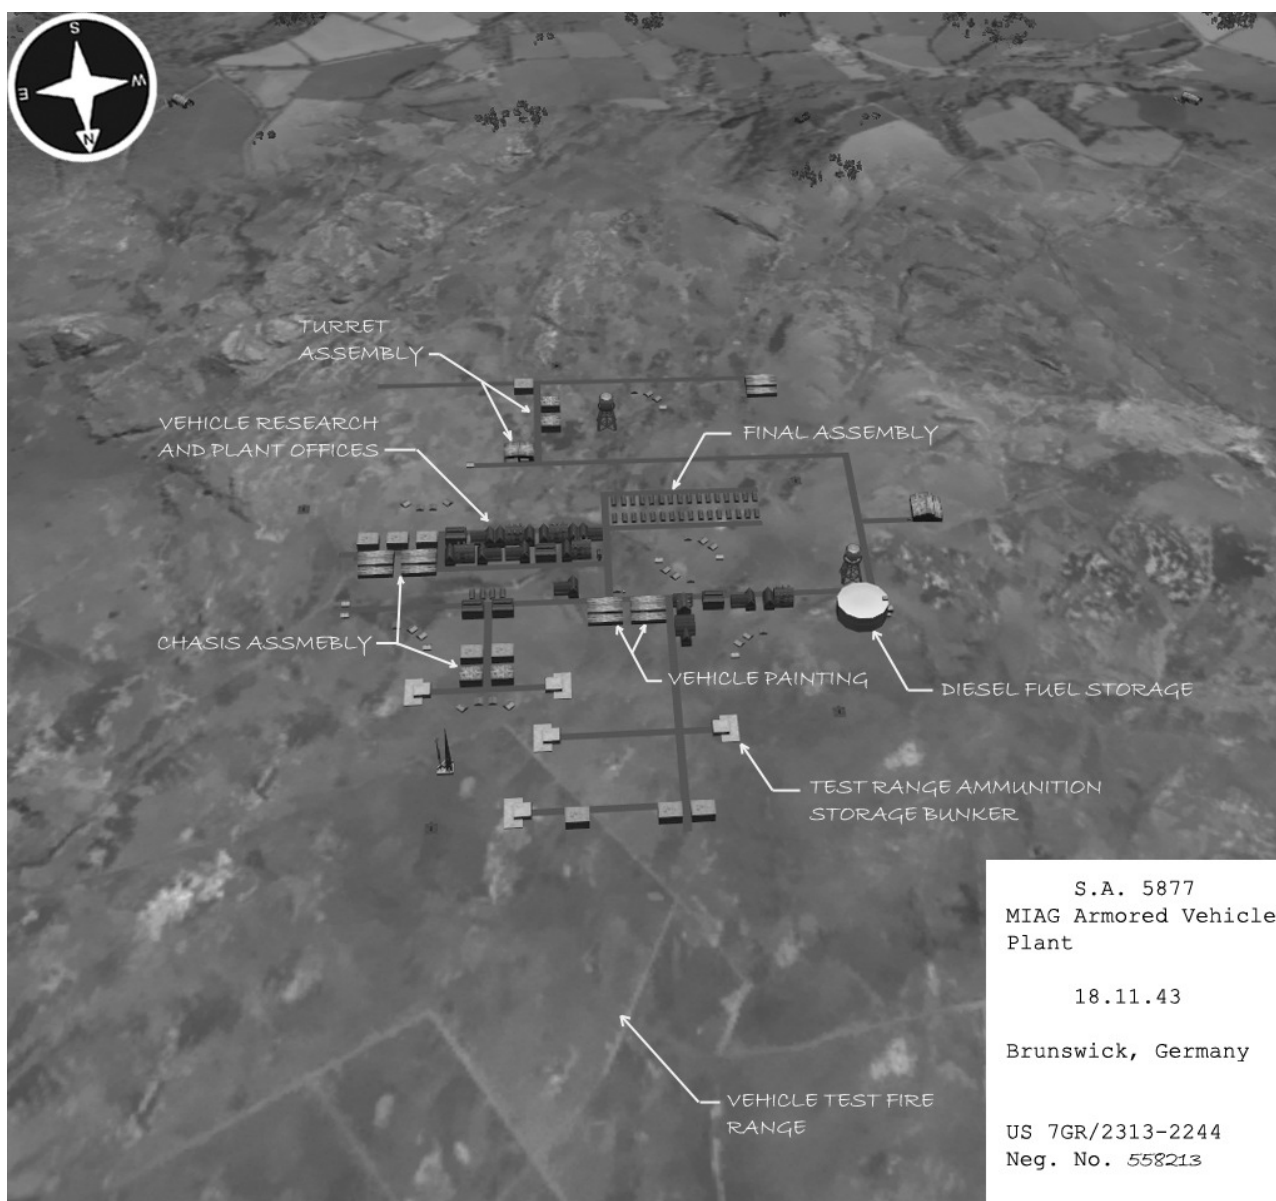 S
W
E
N
TURRET
ASSEMBLY
VEHICLE RESEARCH
AND PLANT OFFICES
FINAL ASSEMBLY
CHASIS ASSMEBLY
VEHICLE PAINTING
DIESEL FUEL STORAGE
TEST RANGE AMMUNITION
STORAGE BUNKER
VEHICLE TEST FIRE
RANGE
S.A. 5877
MIAG Armored Vehicle
Plant
18.11.43
Brunswick, Germany
US 7GR/2313-2244
Neg. No. 558213